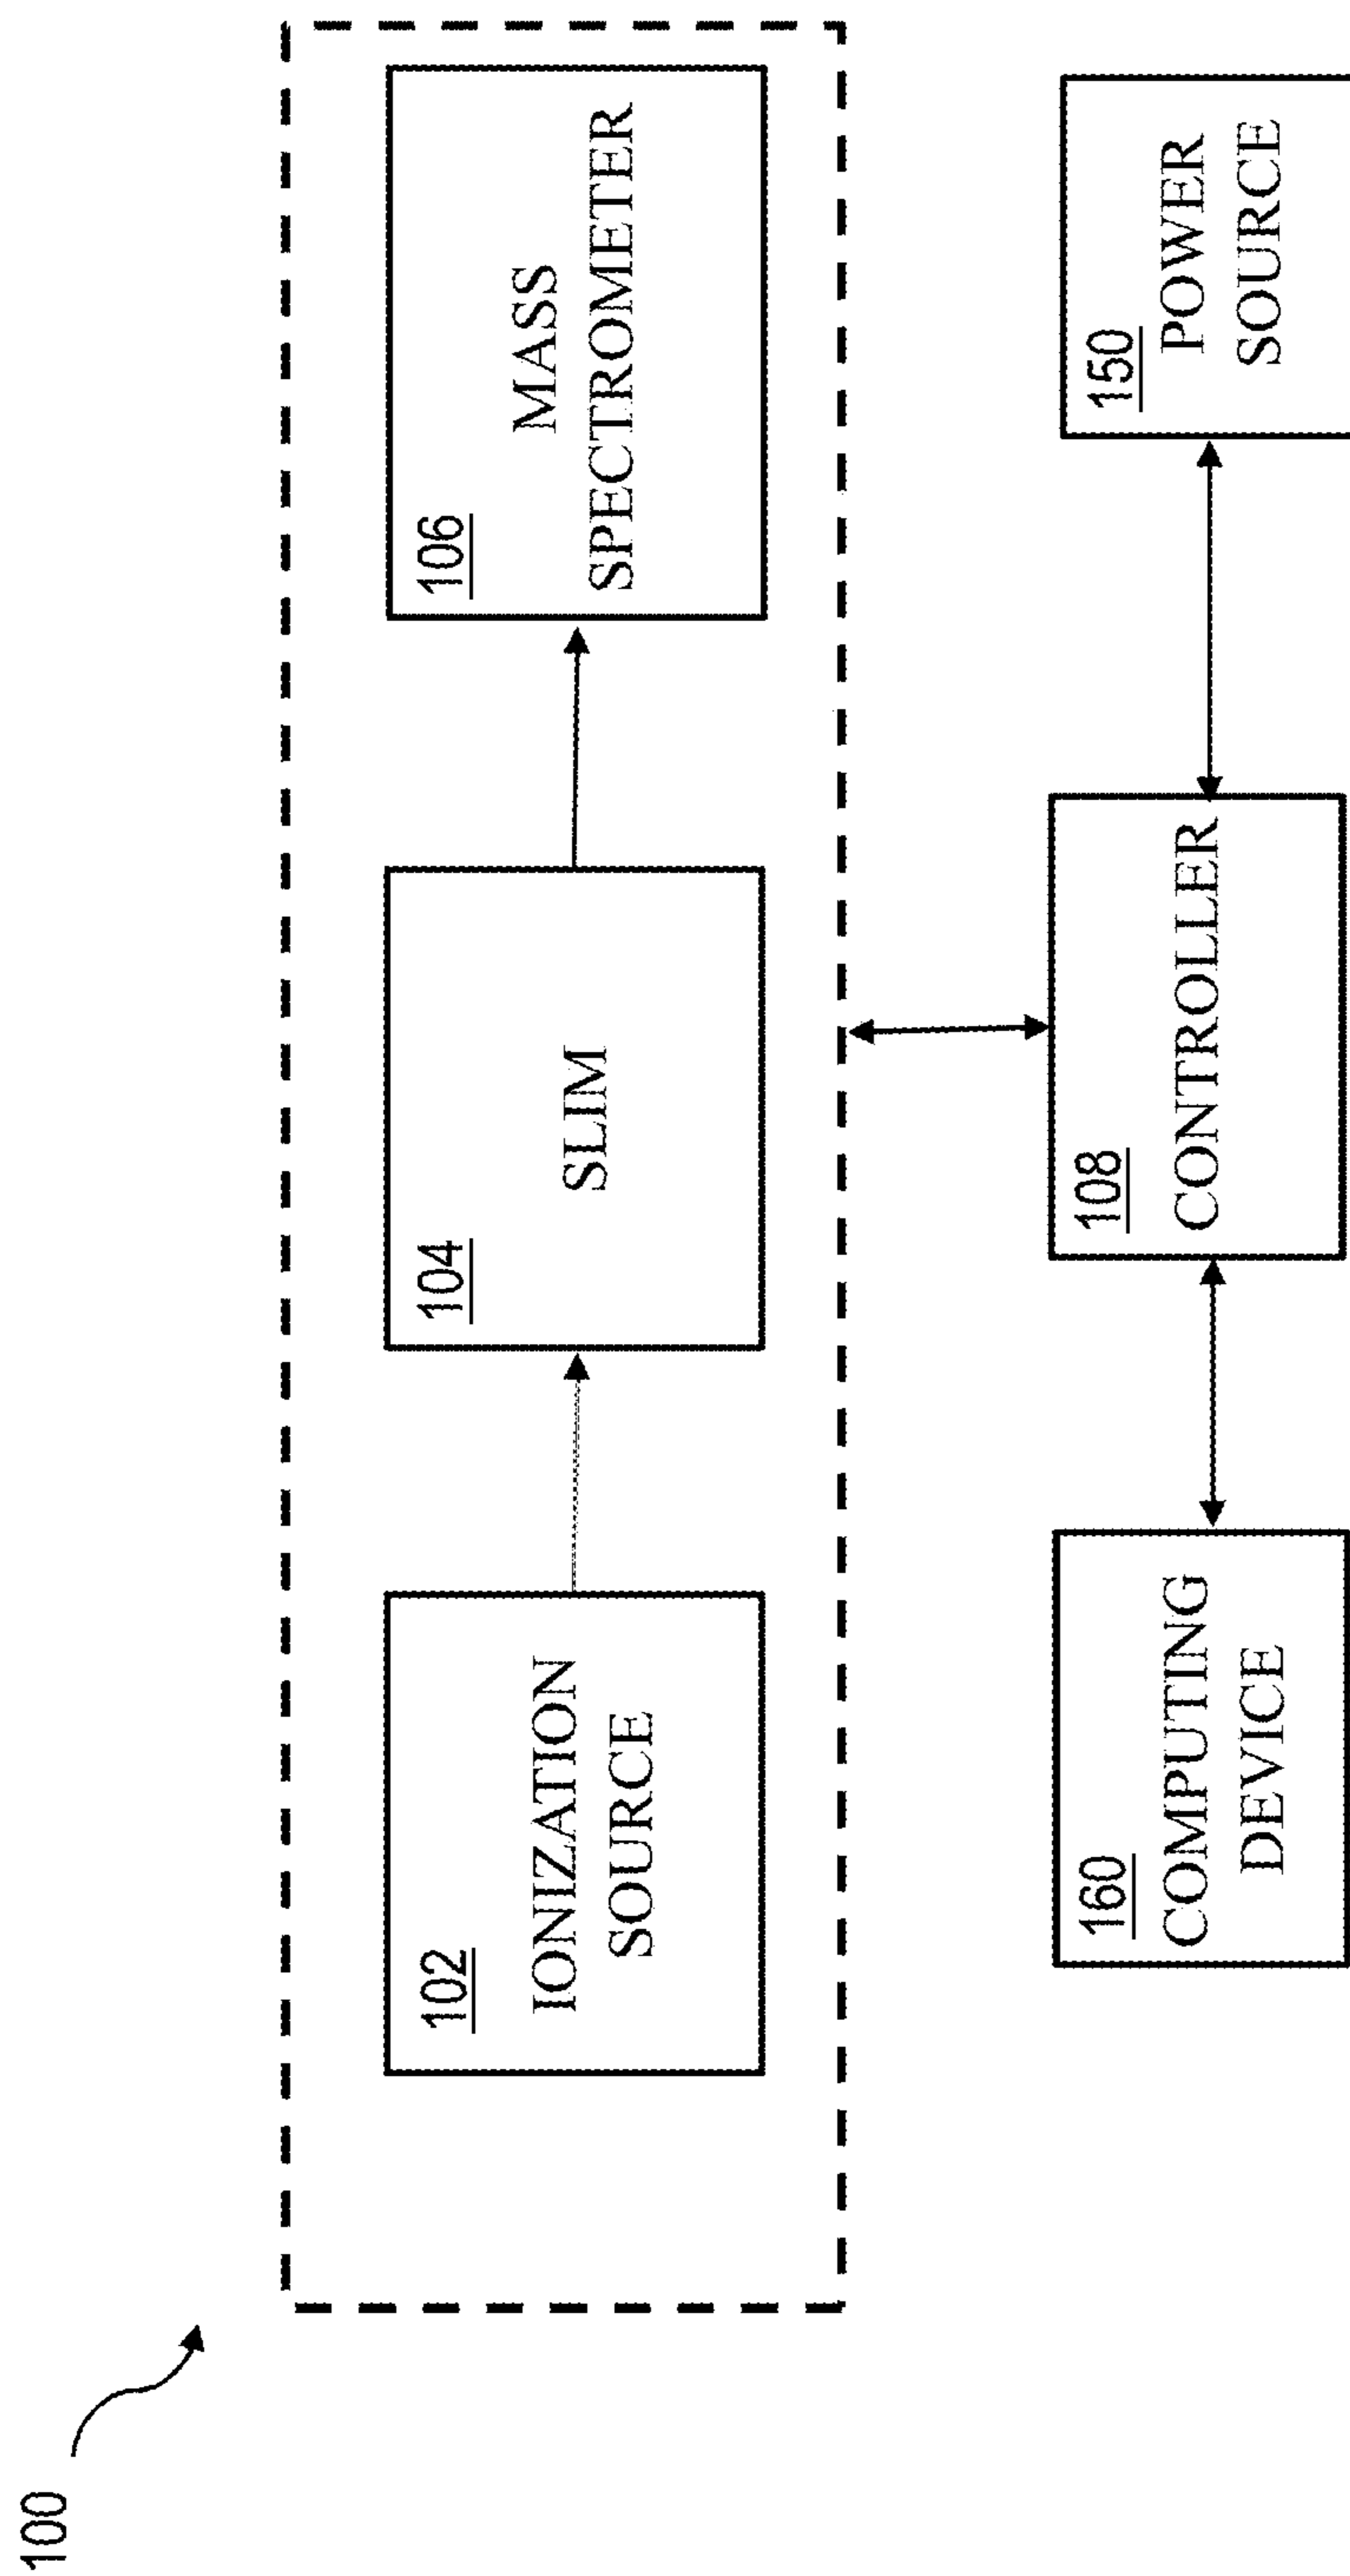 100
102
IONIZATION
SOURCE
104
SLIM
106
MASS
SPECTROMETER
160
COMPUTING
DEVICE
108
CONTROLLER
150
POWER
SOURCE